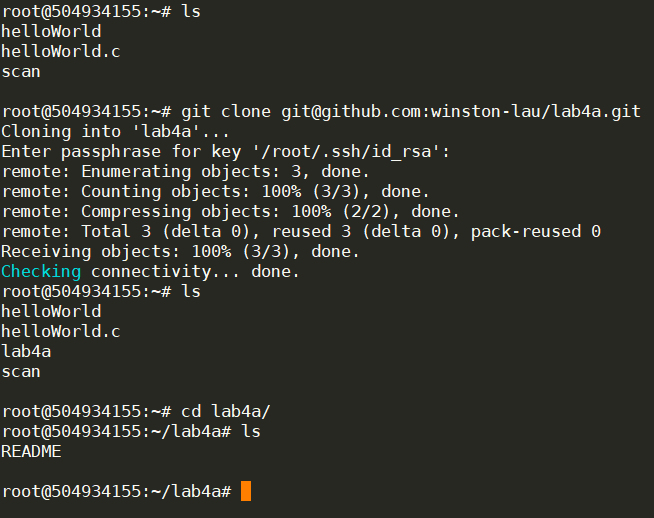 root@504934155:~# ls
helloWorld
helloWorld.c
scan
root@504934155:~# git clone git@github.com:winston-lau/lab4a.git
Cloning into 'lab4a'...
Enter passphrase for key '/root/.ssh/id_rsa':
remote: Enumerating objects: 3, done.
remote: Counting objects: 100% (3/3), done.
remote: Compressing objects: 100% (2/2), done.
remote: Total 3 (delta 0), reused 3 (delta 0), pack-reused 0
Receiving objects: 100% (3/3), done.
Checking connectivity... done.
root@504934155:~# ls
helloWorld
helloWorld.c
lab4a
scan
root@504934155:~# cd lab4a/
root@504934155:~/lab4a# ls
README
root@504934155:~/lab4a#